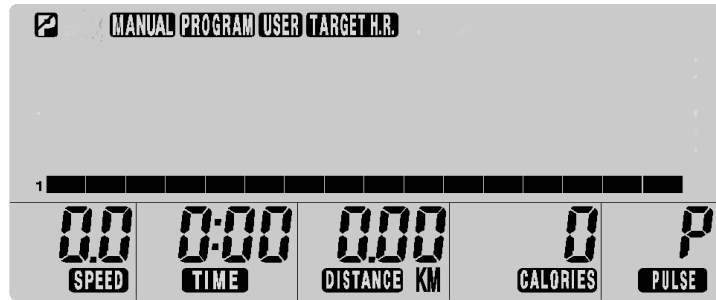 P MANUAL PROGRAM USER TARGET H.R.
1
0.0 0:00 0.00 0 P
SPEED TIME DISTANCE KM CALORIES PULSE